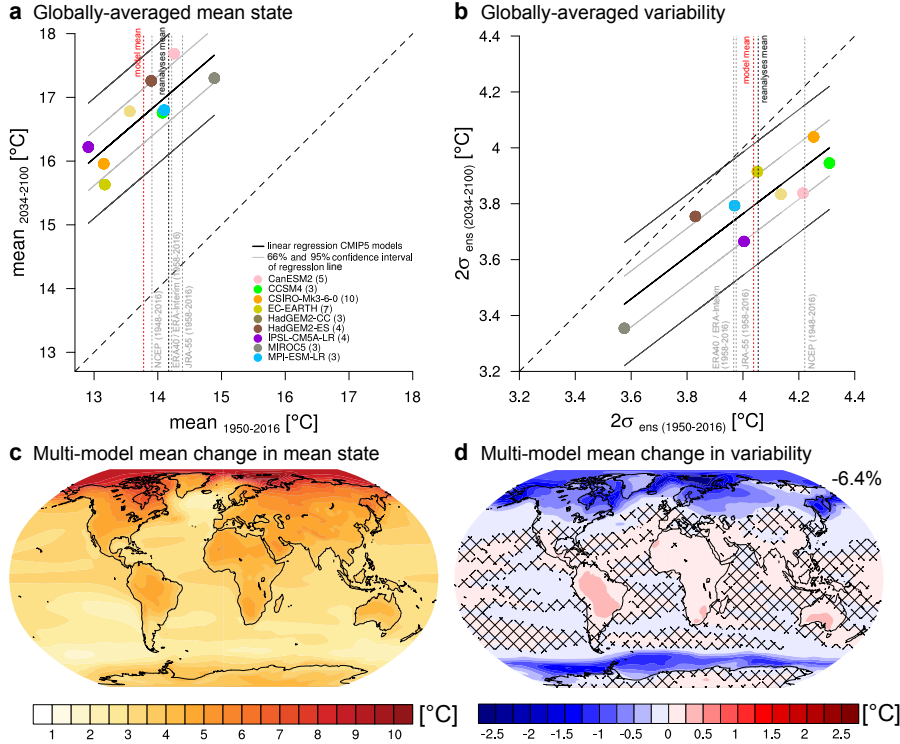 a Globally-averaged mean state
18
17
16
15
14
13
mean 2034-2100 [°C]
model mean
reanalyses mean
NCEP (1948-2016)
ERA40 / ERA-Interim (1958-2016)
JRA-55 (1958-2016)
linear regression CMIP5 models
66% and 95% confidence interval
of regression line
CanESM2 (5)
CCSM4 (3)
CSIRO-Mk3-6-0 (10)
EC-EARTH (7)
HadGEM2-CC (3)
HadGEM2-ES (4)
IPSL-CM5A-LR (4)
MIROC5 (3)
MPI-ESM-LR (3)
13 14 15 16 17 18
mean 1950-2016 [°C]
b Globally-averaged variability
4.4
4.2
4
3.8
3.6
3.4
3.2
2σ ens (2034-2100) [°C]
model mean
reanalyses mean
ERA40 / ERA-Interim
(1958-2016)
JRA-55 (1958-2016)
NCEP (1948-2016)
3.2 3.4 3.6 3.8 4 4.2 4.4
2σ ens (1950-2016) [°C]
c Multi-model mean change in mean state
1 2 3 4 5 6 7 8 9 10
[°C]
d Multi-model mean change in variability
-6.4%
-2.5 -2 -1.5 -1 -0.5 0 0.5 1 1.5 2 2.5
[°C]